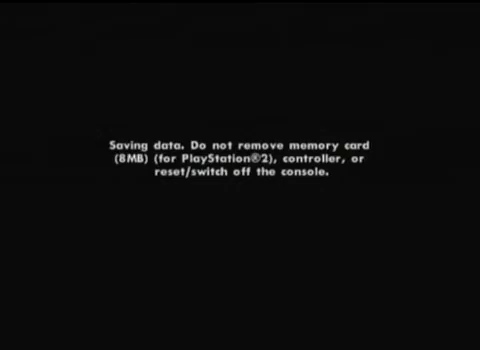 Saving data. Do not remove memory card
(8MB) (for PlayStation®2), controller, or
reset/switch off the console.